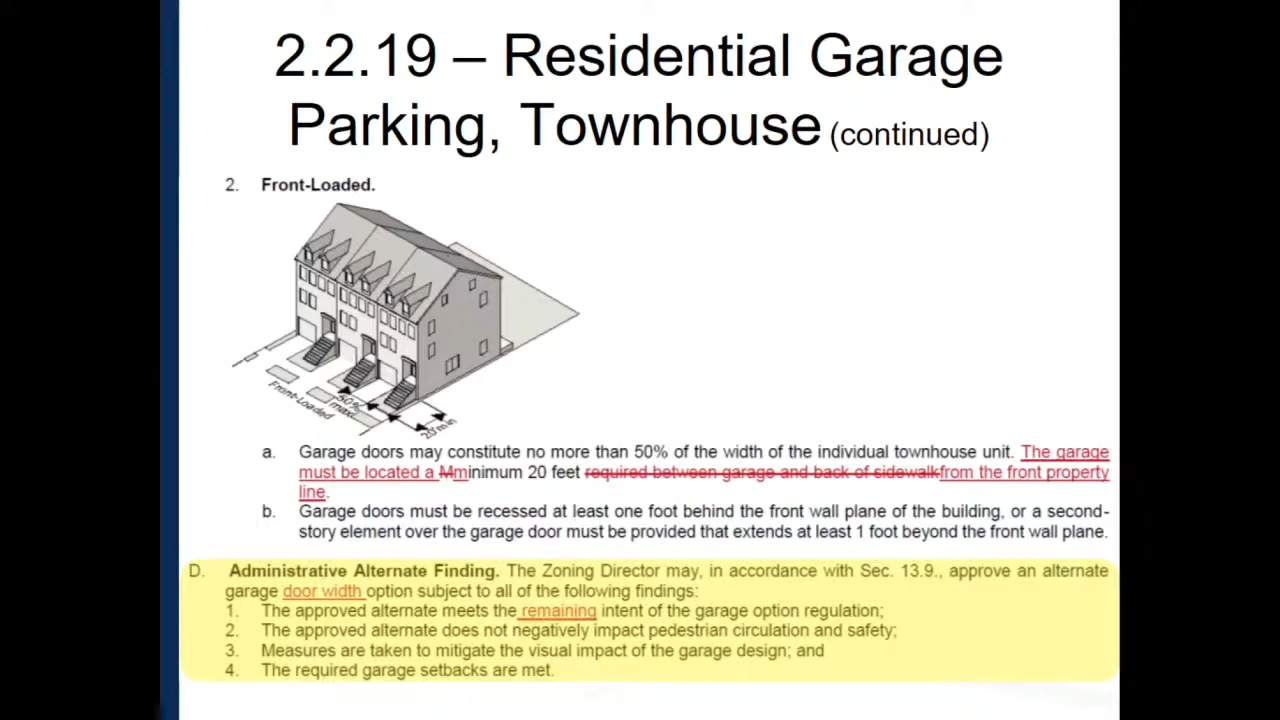 2.2.19 – Residential Garage
Parking, Townhouse (continued)
2. Front-Loaded.
Front-Loaded
50%
max.
20'min
a. Garage doors may constitute no more than 50% of the width of the individual townhouse unit. The garage
must be located a Mminimum 20 feet required between garage and back of sidewalkfrom the front property
line.
b. Garage doors must be recessed at least one foot behind the front wall plane of the building, or a second-
story element over the garage door must be provided that extends at least 1 foot beyond the front wall plane.
D. Administrative Alternate Finding. The Zoning Director may, in accordance with Sec. 13.9., approve an alternate
garage door width option subject to all of the following findings:
1. The approved alternate meets the remaining intent of the garage option regulation;
2. The approved alternate does not negatively impact pedestrian circulation and safety;
3. Measures are taken to mitigate the visual impact of the garage design; and
4. The required garage setbacks are met.